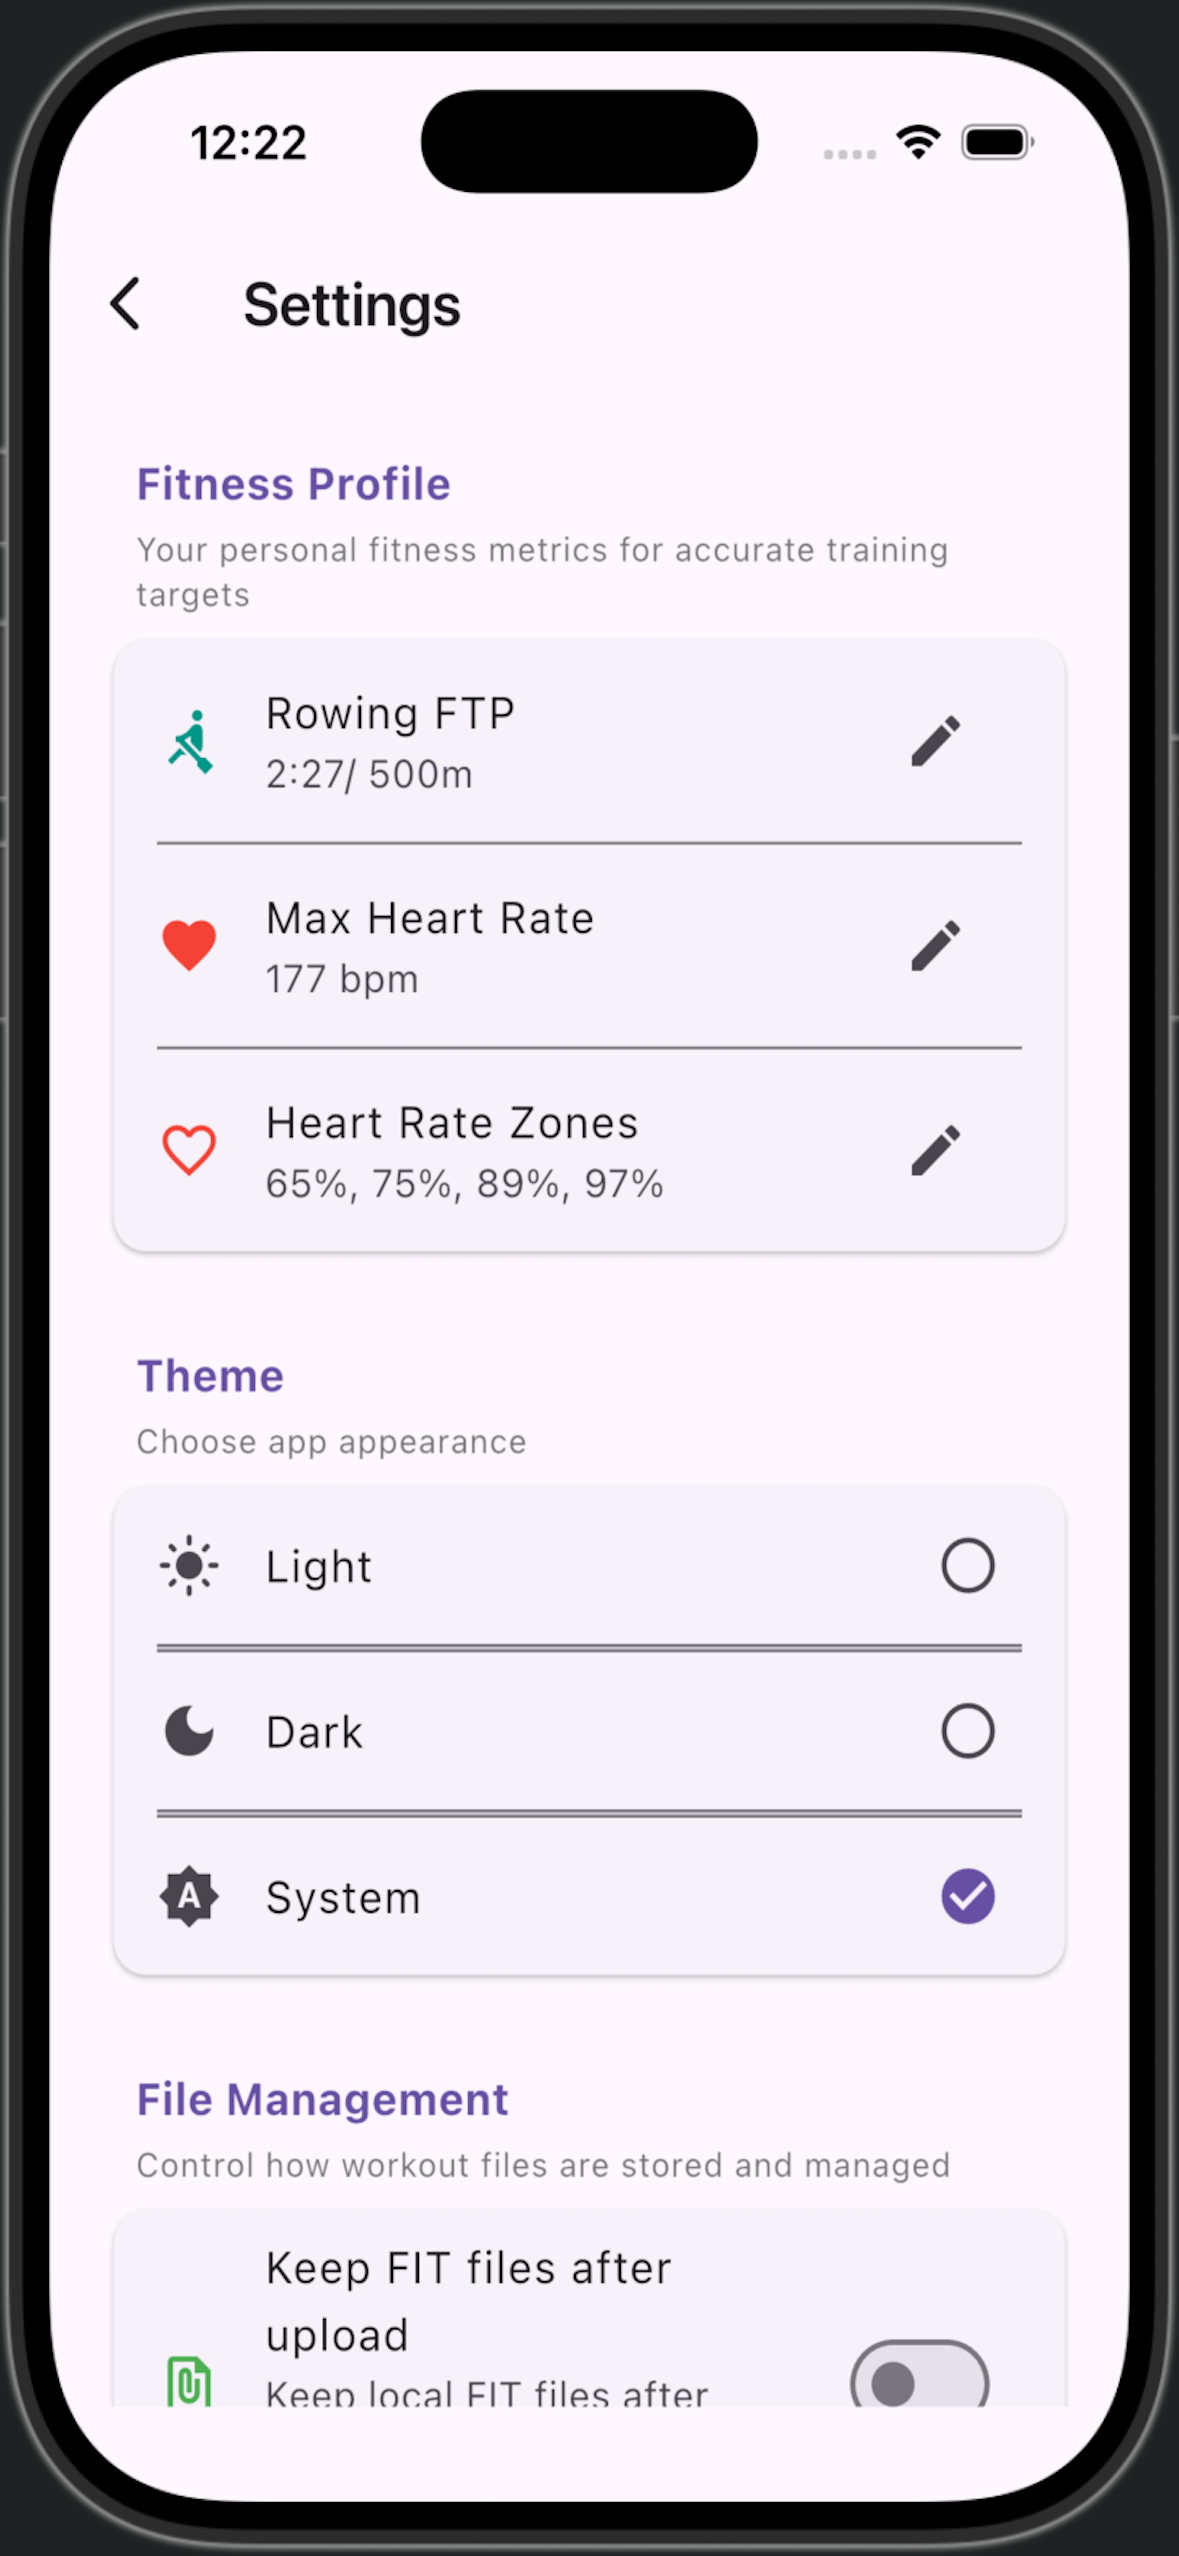 12:22
Settings
Fitness Profile
Your personal fitness metrics for accurate training
targets
Rowing FTP
2:27/ 500m
Max Heart Rate
177 bpm
Heart Rate Zones
65%, 75%, 89%, 97%
Theme
Choose app appearance
Light
Dark
A
System
File Management
Control how workout files are stored and managed
Keep FIT files after
upload
Keep local FIT files after